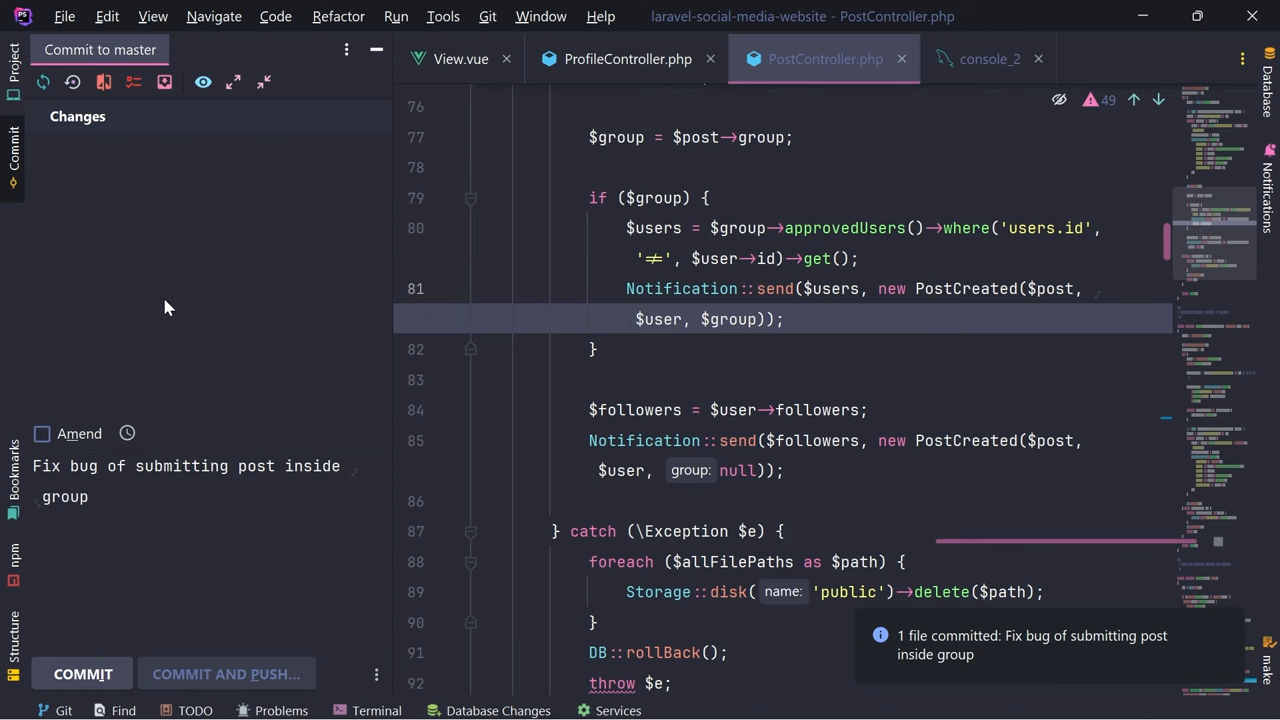 PS
File Edit View Navigate Code Refactor Run Tools Git Window Help laravel-social-media-website - PostController.php
Commit to master
View.vue ProfileController.php PostController.php console_2
Project
Commit
Bookmarks
npm
Structure
Changes
49
76
77 $group = $post→group;
78
79 if ($group) {
80 $users = $group→approvedUsers()→where('users.id',
'≠', $user→id)→get();
81 Notification::send($users, new PostCreated($post,
$user, $group));
82 }
83
84 $followers = $user→followers;
85 Notification::send($followers, new PostCreated($post,
$user, group: null));
86
87 } catch (\Exception $e) {
88 foreach ($allFilePaths as $path) {
89 Storage::disk( name: 'public')→delete($path);
90 }
91 DB::rollBack();
92 throw $e;
Amend
Fix bug of submitting post inside
group
COMMIT COMMIT AND PUSH...
1 file committed: Fix bug of submitting post
inside group
Database
Notifications
make
Git Find TODO Problems Terminal Database Changes Services